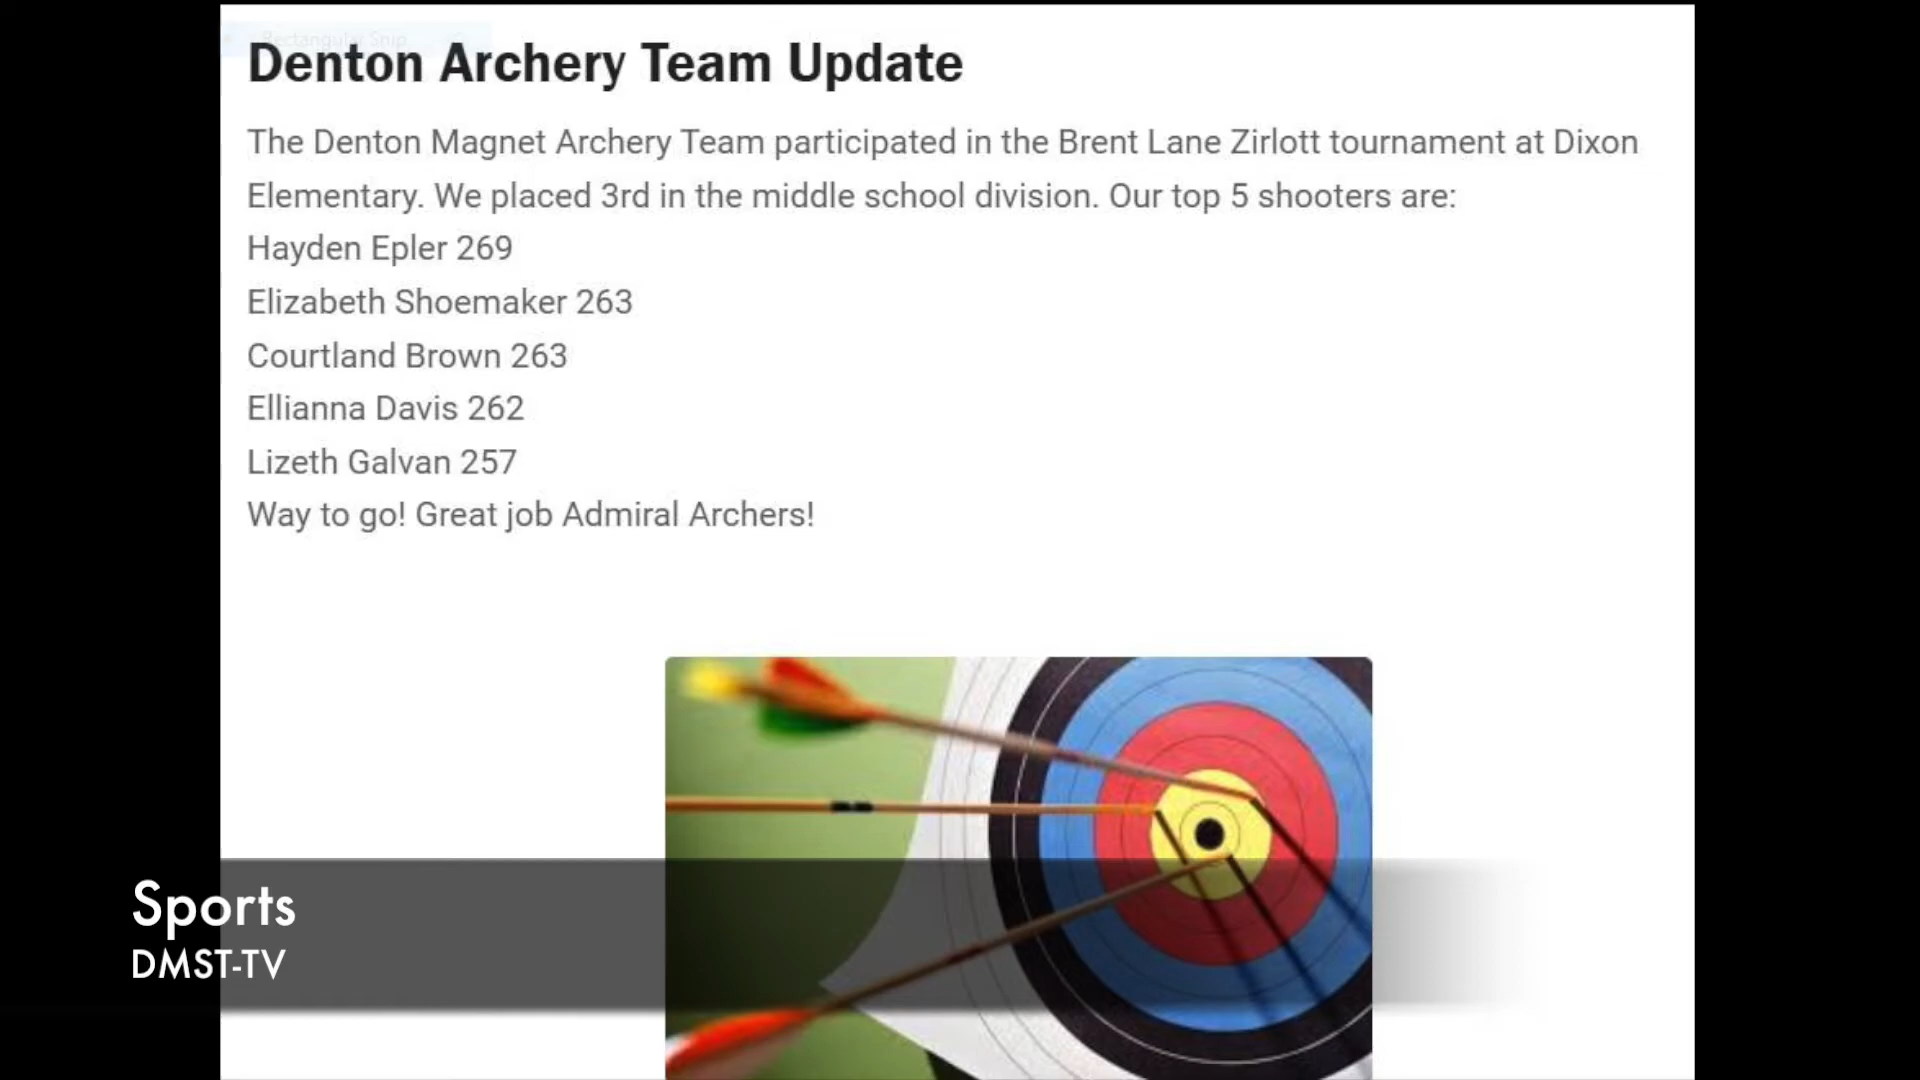 Rectangular Snip
Denton Archery Team Update
The Denton Magnet Archery Team participated in the Brent Lane Zirlott tournament at Dixon
Elementary. We placed 3rd in the middle school division. Our top 5 shooters are:
Hayden Epler 269
Elizabeth Shoemaker 263
Courtland Brown 263
Ellianna Davis 262
Lizeth Galvan 257
Way to go! Great job Admiral Archers!
Sports
DMST-TV